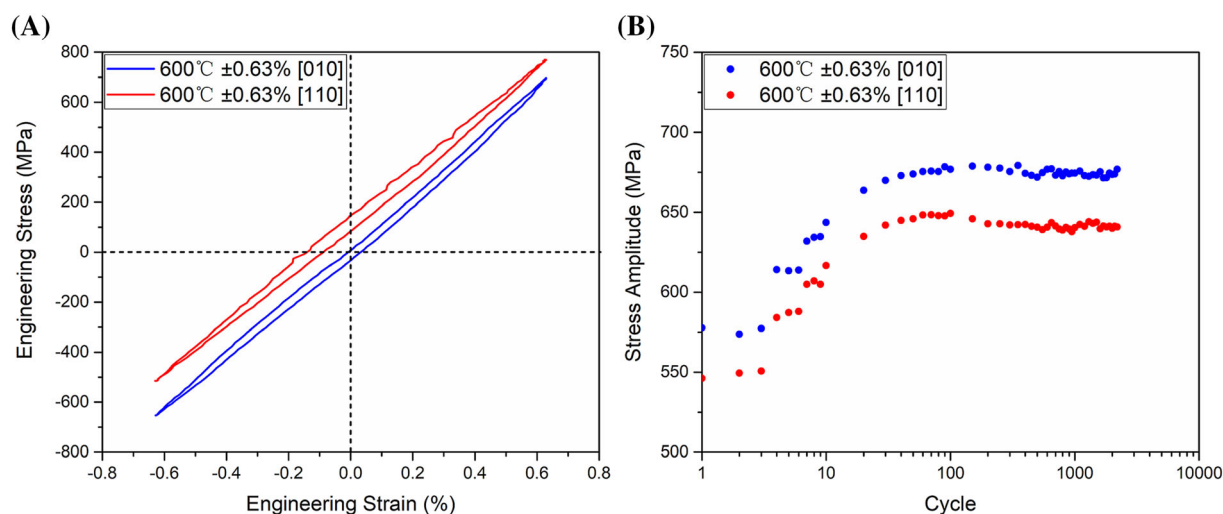 (A)
800
600
400
200
0
-200
-400
-600
-800
-0.8
-0.6
-0.4
-0.2
0.0
0.2
0.4
0.6
0.8
Engineering Stress (MPa)
Engineering Strain (%)
600℃ ±0.63% [010]
600℃ ±0.63% [110]
(B)
750
700
650
600
550
500
1
10
100
1000
10000
Stress Amplitude (MPa)
Cycle
600℃ ±0.63% [010]
600℃ ±0.63% [110]